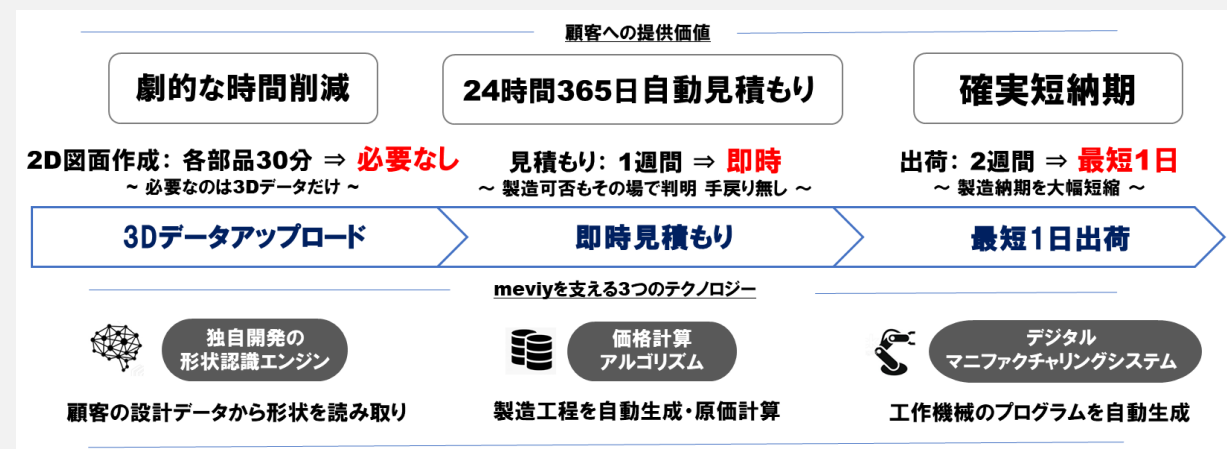 顧客への提供価値
劇的な時間削減
24時間365日自動見積もり
確実短納期
2D図面作成: 各部品30分 ⇒ 必要なし
~ 必要なのは3Dデータだけ ~
見積もり: 1週間 ⇒ 即時
~ 製造可否もその場で判明 手戻り無し ~
出荷: 2週間 ⇒ 最短1日
~ 製造納期を大幅短縮 ~
3Dデータアップロード
即時見積もり
最短1日出荷
meviyを支える3つのテクノロジー
独自開発の
形状認識エンジン
価格計算
アルゴリズム
デジタル
マニファクチャリングシステム
顧客の設計データから形状を読み取り
製造工程を自動生成・原価計算
工作機械のプログラムを自動生成